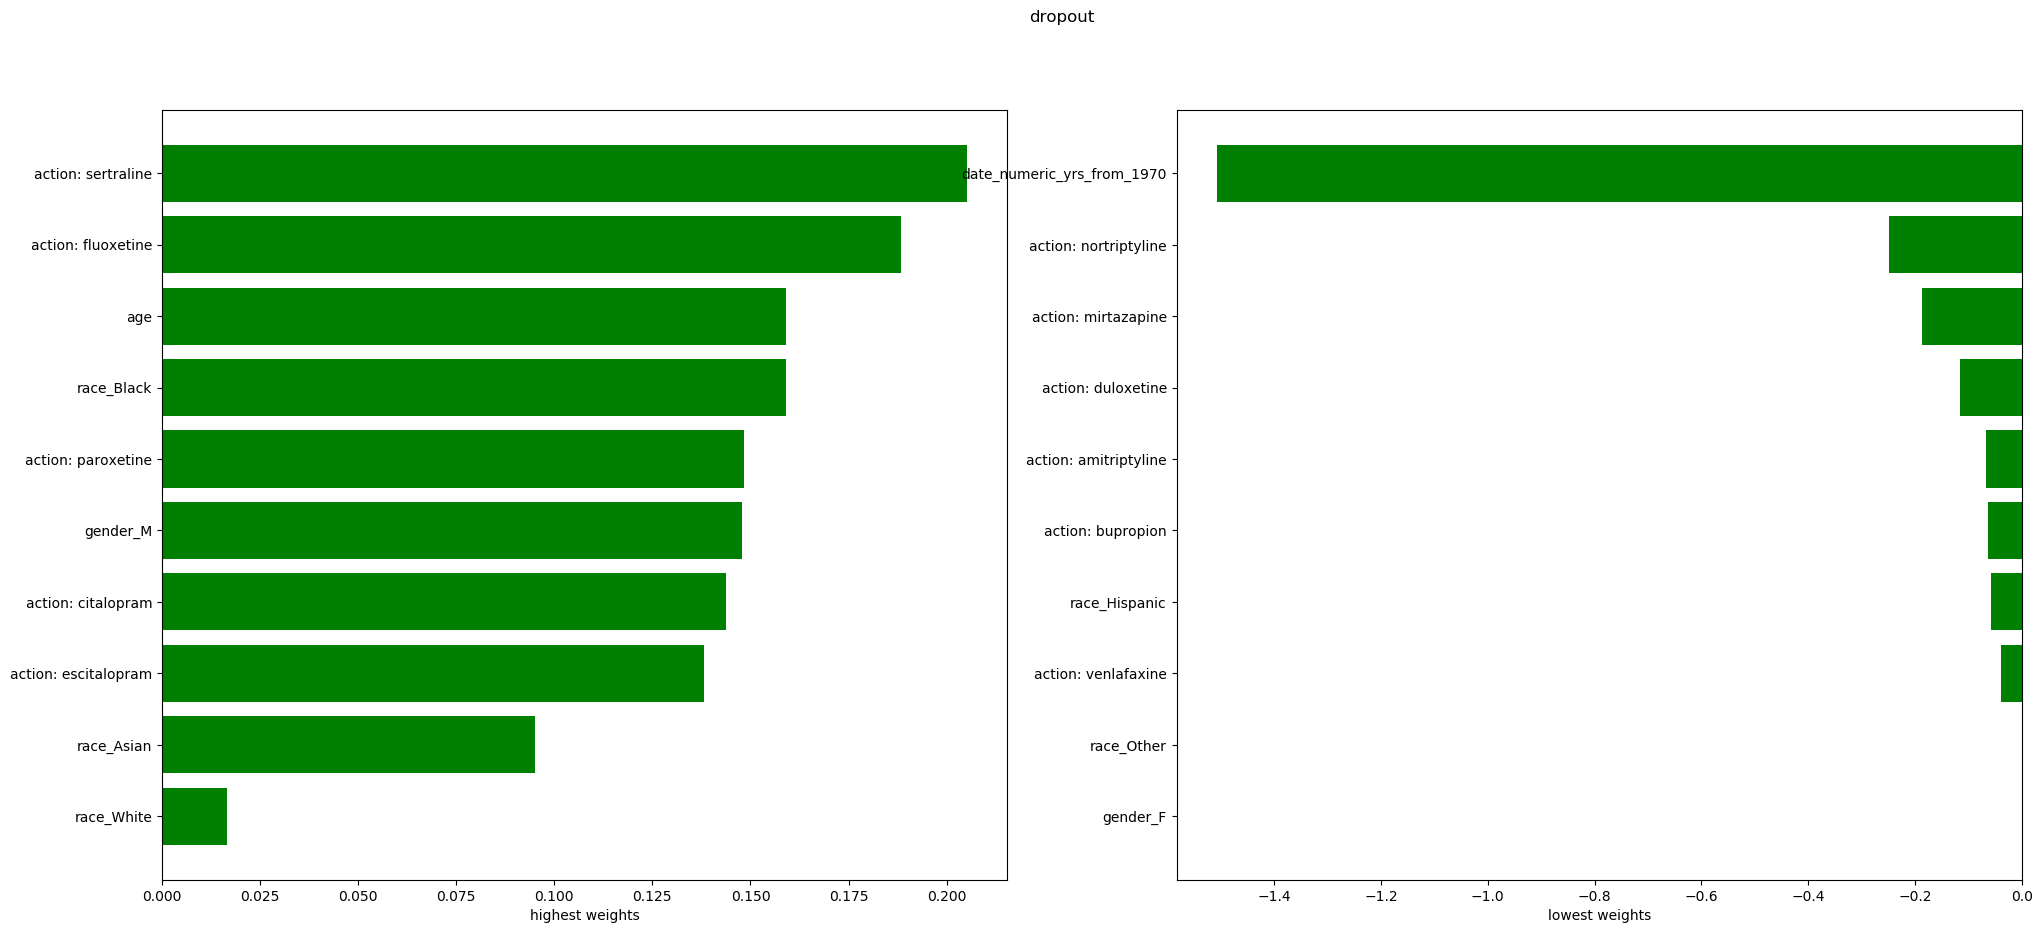 dropout
action: sertraline
action: fluoxetine
age
race_Black
action: paroxetine
gender_M
action: citalopram
action: escitalopram
race_Asian
race_White
0.000 0.025 0.050 0.075 0.100 0.125 0.150 0.175 0.200
highest weights
date_numeric_yrs_from_1970
action: nortriptyline
action: mirtazapine
action: duloxetine
action: amitriptyline
action: bupropion
race_Hispanic
action: venlafaxine
race_Other
gender_F
−1.4 −1.2 −1.0 −0.8 −0.6 −0.4 −0.2 0.0
lowest weights